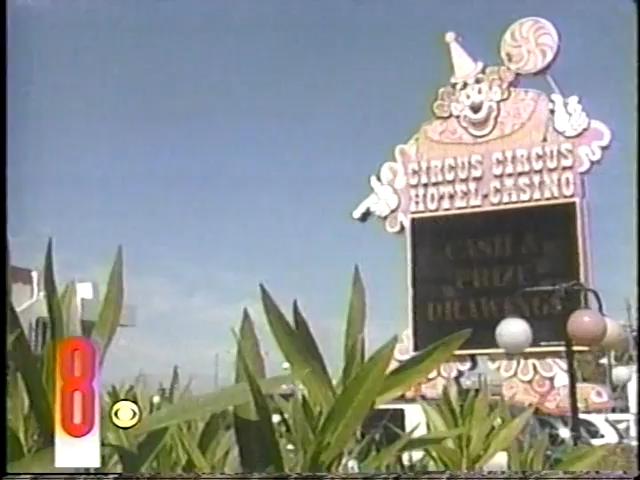 CIRCUS CIRCUS
HOTEL-CASINO
CASH &
PRIZE
DRAWINGS
8